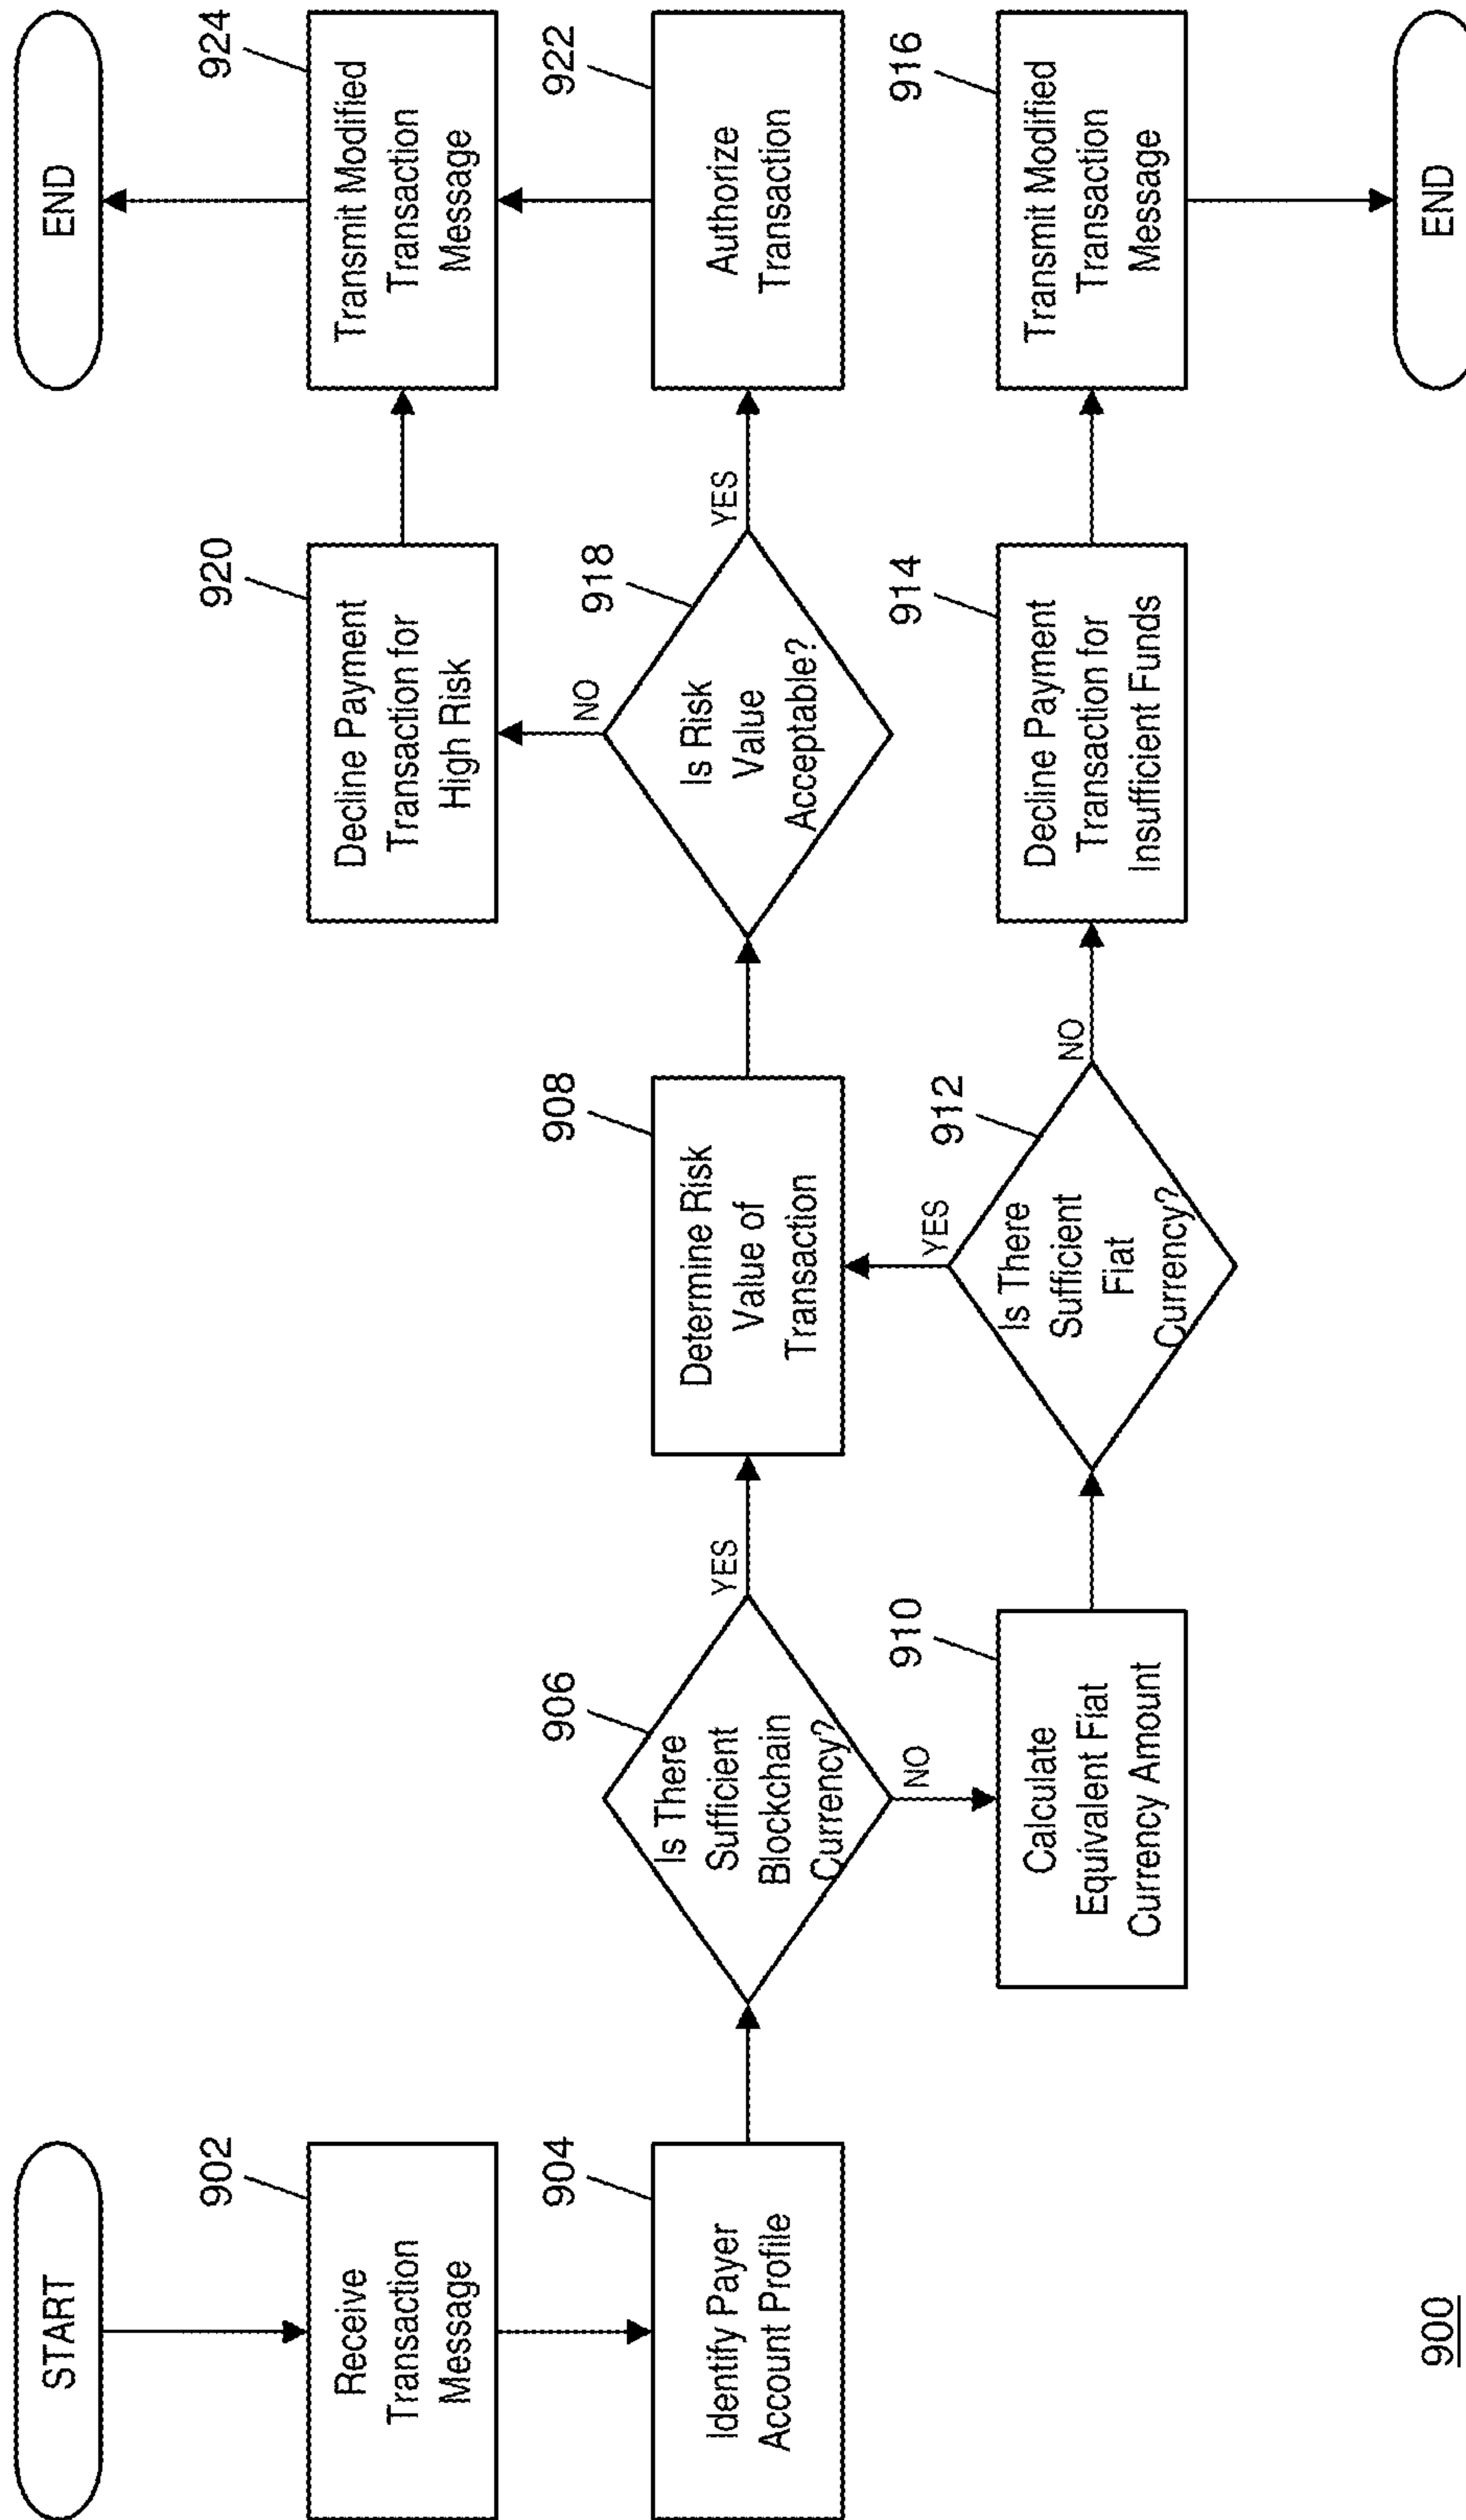 START
902
Receive
Transaction
Message
904
Identify Payer
Account Profile
906
Is There
Sufficient
Blockchain
Currency?
YES
NO
908
Determine Risk
Value of
Transaction
910
Calculate
Equivalent Fiat
Currency Amount
912
Is There
Sufficient
Fiat
Currency?
YES
NO
914
Decline Payment
Transaction for
Insufficient Funds
916
Transmit Modified
Transaction
Message
END
918
Is Risk
Value
Acceptable?
NO
YES
920
Decline Payment
Transaction for
High Risk
922
Authorize
Transaction
924
Transmit Modified
Transaction
Message
END
900